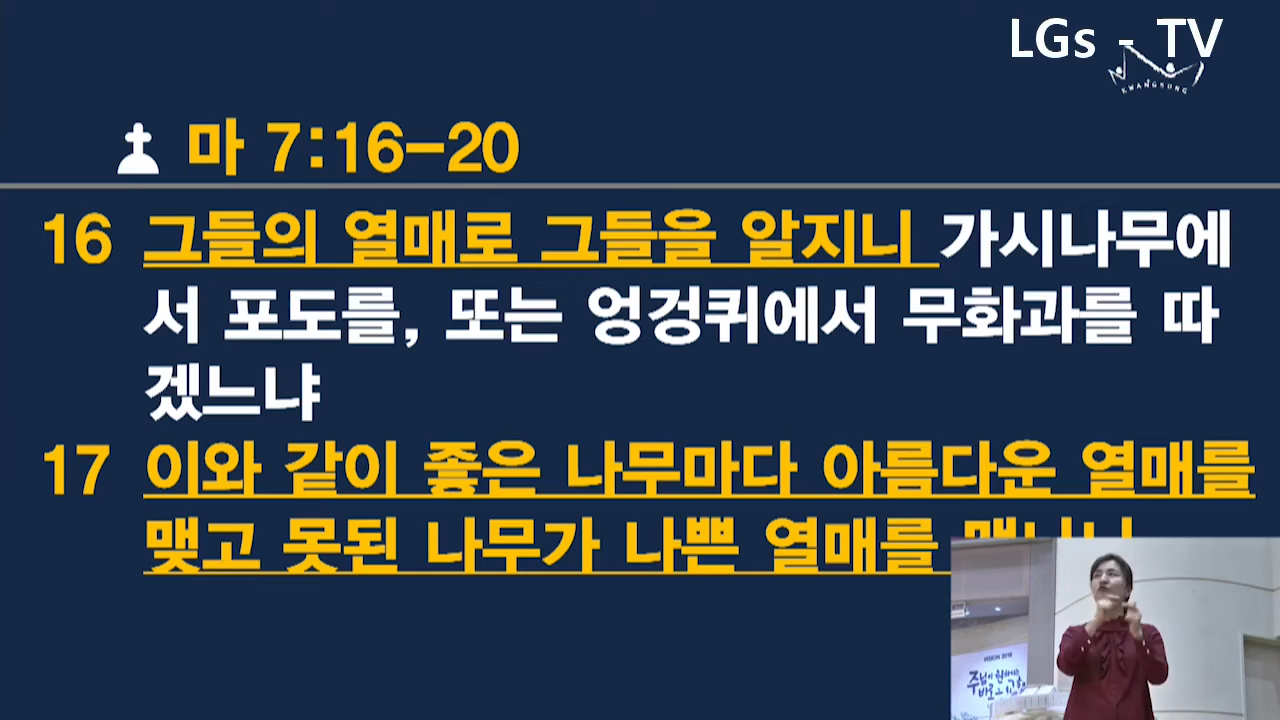 LGs - TV
KWANGSUNG
마 7:16-20
16 그들의 열매로 그들을 알지니 가시나무에
서 포도를, 또는 엉겅퀴에서 무화과를 따
겠느냐
17 이와 같이 좋은 나무마다 아름다운 열매를
맺고 못된 나무가 나쁜 열매를
VISION 2018